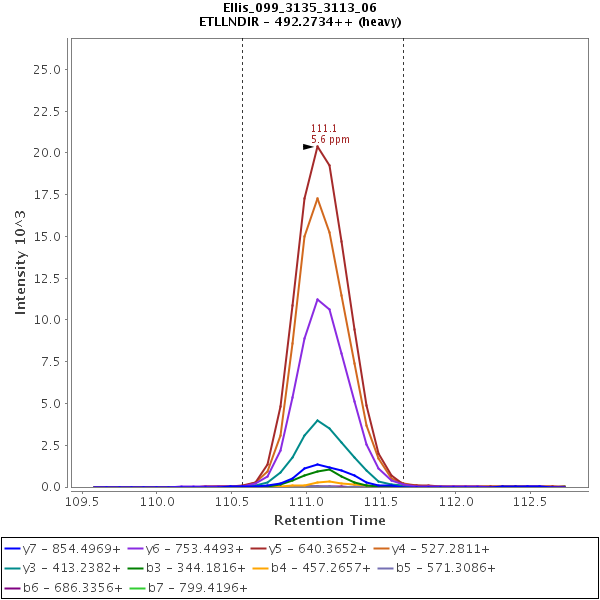 Ellis_099_3135_3113_06
ETLLNDIR - 492.2734++ (heavy)
25.0
22.5
111.1
5.6 ppm
20.0
17.5
15.0
12.5
10.0
7.5
5.0
2.5
0.0
Intensity 10^3
109.5 110.0 110.5 111.0 111.5 112.0 112.5
Retention Time
y7 - 854.4969+ y6 - 753.4493+ y5 - 640.3652+ y4 - 527.2811+
y3 - 413.2382+ b3 - 344.1816+ b4 - 457.2657+ b5 - 571.3086+
b6 - 686.3356+ b7 - 799.4196+